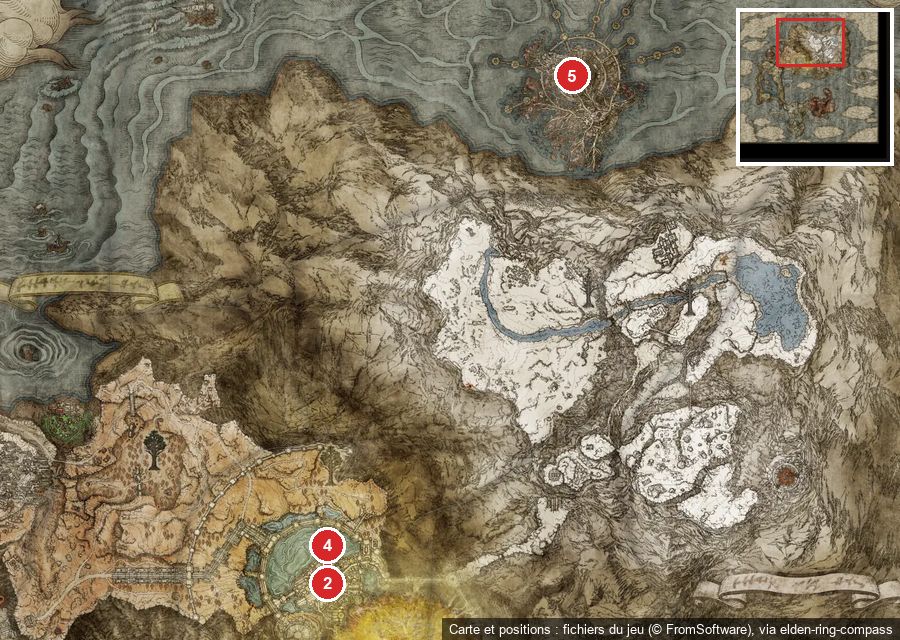 5
4
2
Carte et positions : fichiers du jeu (© FromSoftware), via elden-ring-compass